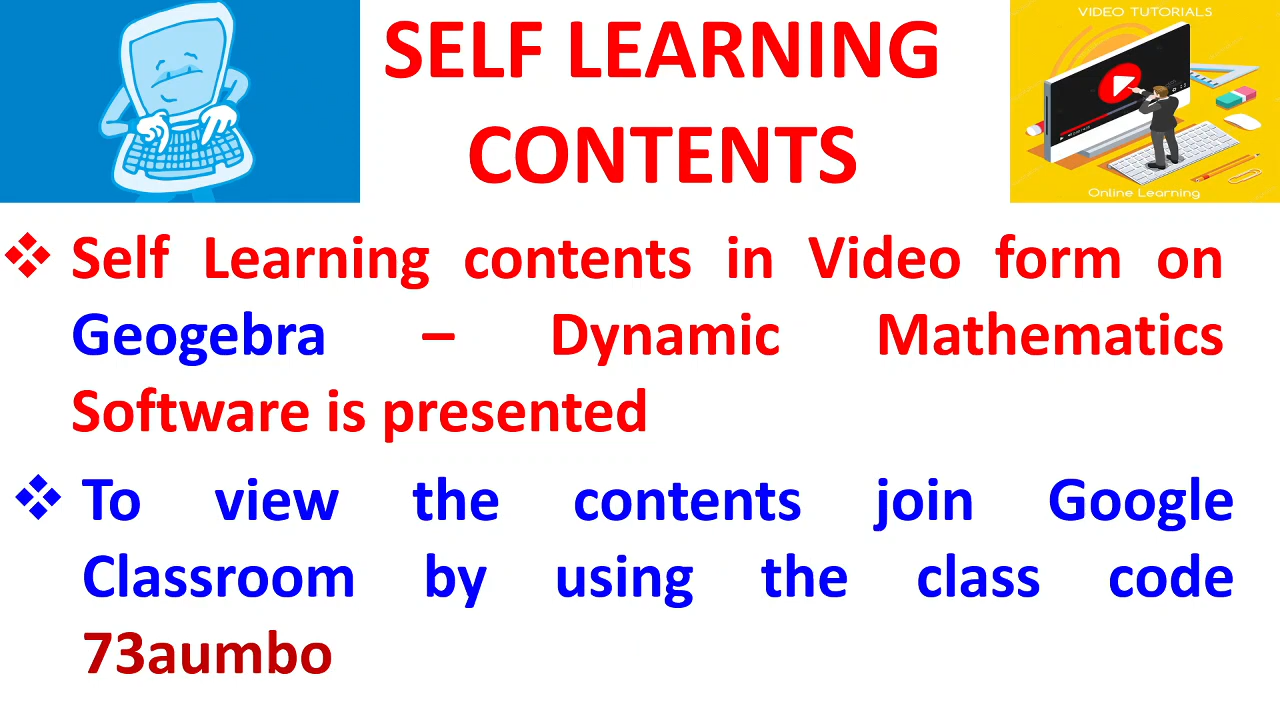 SELF LEARNING
CONTENTS
VIDEO TUTORIALS
Online Learning
❖ Self Learning contents in Video form on
Geogebra – Dynamic Mathematics
Software is presented
❖ To view the contents join Google
Classroom by using the class code
73aumbo